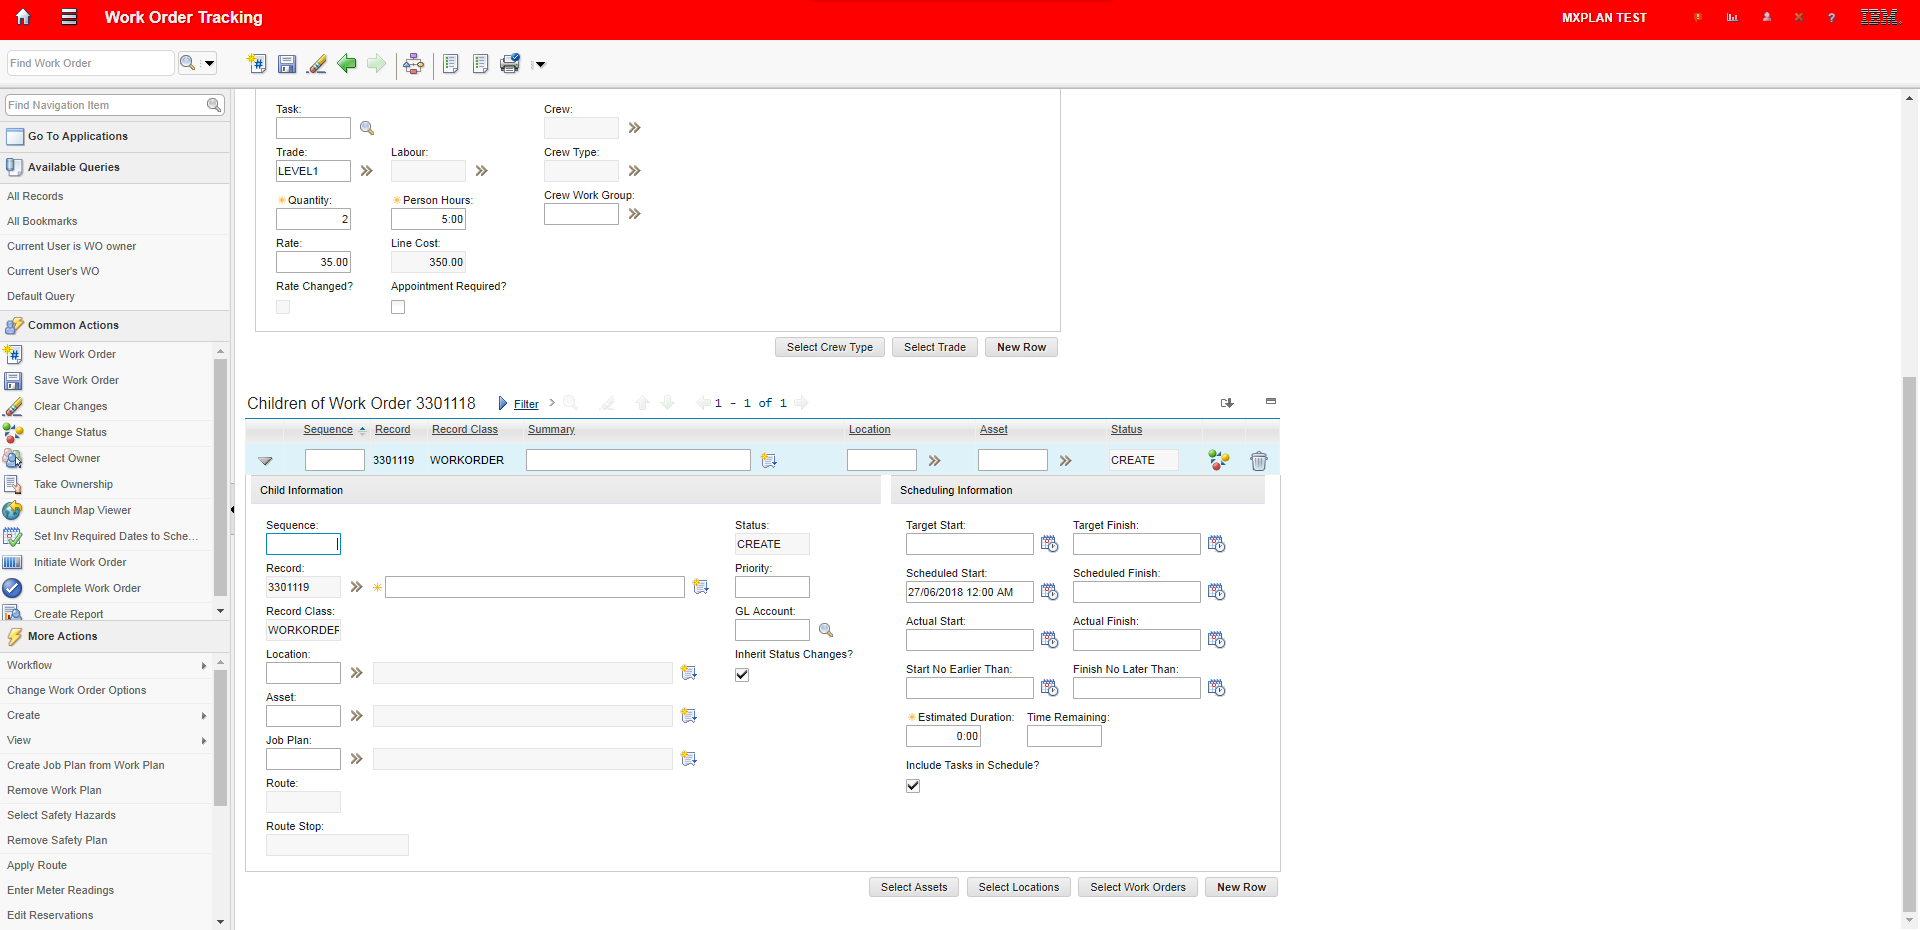 Work Order Tracking
MXPLAN TEST
?
IBM.
Find Work Order
Find Navigation Item
Go To Applications
Available Queries
All Records
All Bookmarks
Current User is WO owner
Current User's WO
Default Query
Common Actions
New Work Order
Save Work Order
Clear Changes
Change Status
Select Owner
Take Ownership
Launch Map Viewer
Set Inv Required Dates to Sche...
Initiate Work Order
Complete Work Order
Create Report
More Actions
Workflow
Change Work Order Options
Create
View
Create Job Plan from Work Plan
Remove Work Plan
Select Safety Hazards
Remove Safety Plan
Apply Route
Enter Meter Readings
Edit Reservations
Task:
Crew:
Trade:
Labour:
Crew Type:
LEVEL1
Quantity:
Person Hours:
Crew Work Group:
2
5:00
Rate:
Line Cost:
35.00
350.00
Rate Changed?
Appointment Required?
Select Crew Type
Select Trade
New Row
Children of Work Order 3301118
Filter
1 - 1 of 1
Sequence
Record
Record Class
Summary
Location
Asset
Status
3301119
WORKORDER
CREATE
Child Information
Scheduling Information
Sequence:
Status:
Target Start:
Target Finish:
CREATE
Record:
Priority:
Scheduled Start:
Scheduled Finish:
3301119
27/06/2018 12:00 AM
Record Class:
GL Account:
Actual Start:
Actual Finish:
WORKORDER
Location:
Inherit Status Changes?
Start No Earlier Than:
Finish No Later Than:
Asset:
Estimated Duration:
Time Remaining:
0:00
Job Plan:
Include Tasks in Schedule?
Route:
Route Stop:
Select Assets
Select Locations
Select Work Orders
New Row